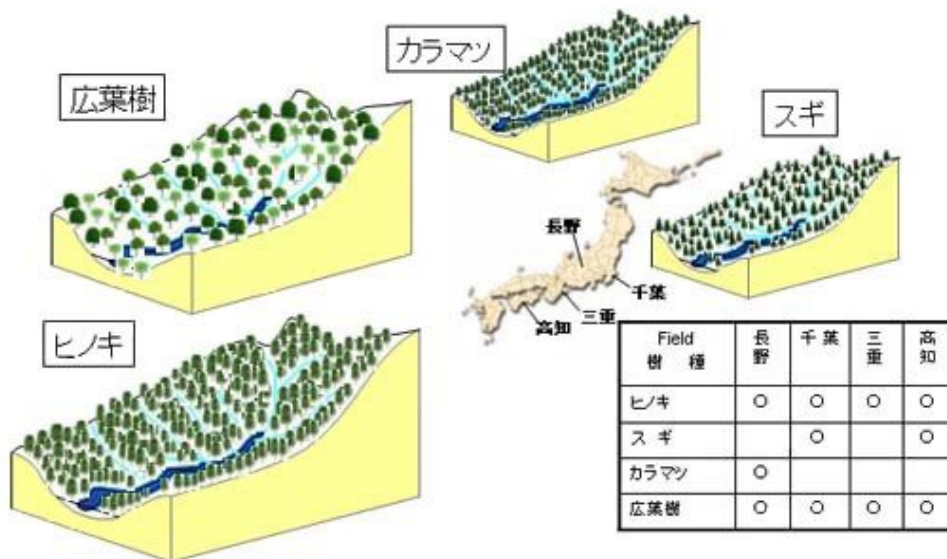 カラマツ
広葉樹
スギ
長野
千葉
三重
高知
ヒノキ
Field 長野 千葉 三重 高知
樹 種
ヒノキ ○ ○ ○ ○
ス ギ ○ ○
カラマツ ○
広葉樹 ○ ○ ○ ○